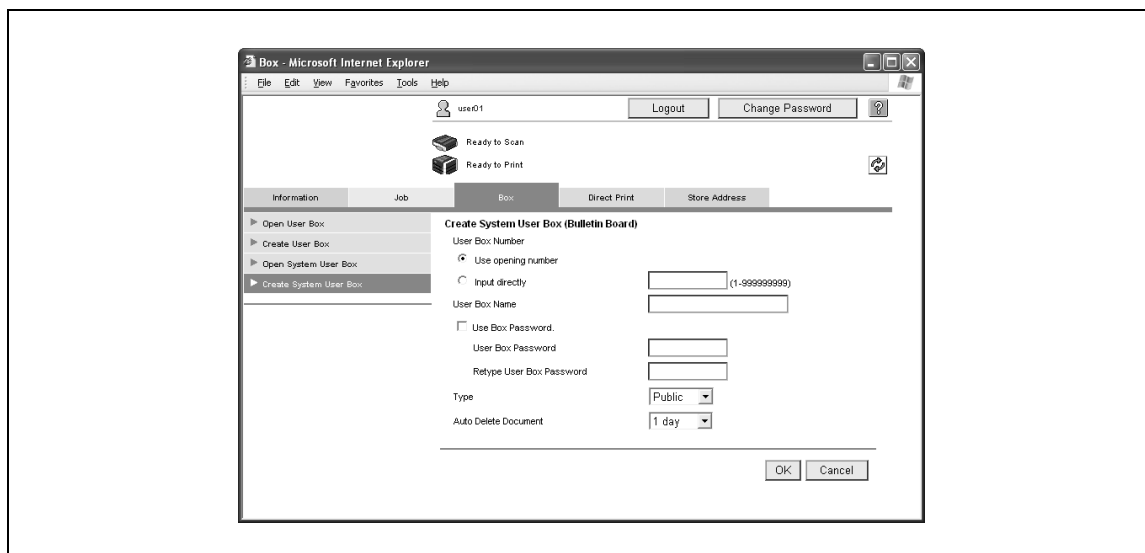 Box - Microsoft Internet Explorer
File Edit View Favorites Tools Help
user01 Logout Change Password ?
Ready to Scan
Ready to Print
Information Job Box Direct Print Store Address
Open User Box
Create User Box
Open System User Box
Create System User Box
Create System User Box (Bulletin Board)
User Box Number
Use opening number
Input directly (1-999999999)
User Box Name
Use Box Password.
User Box Password
Retype User Box Password
Type Public
Auto Delete Document 1 day
OK Cancel